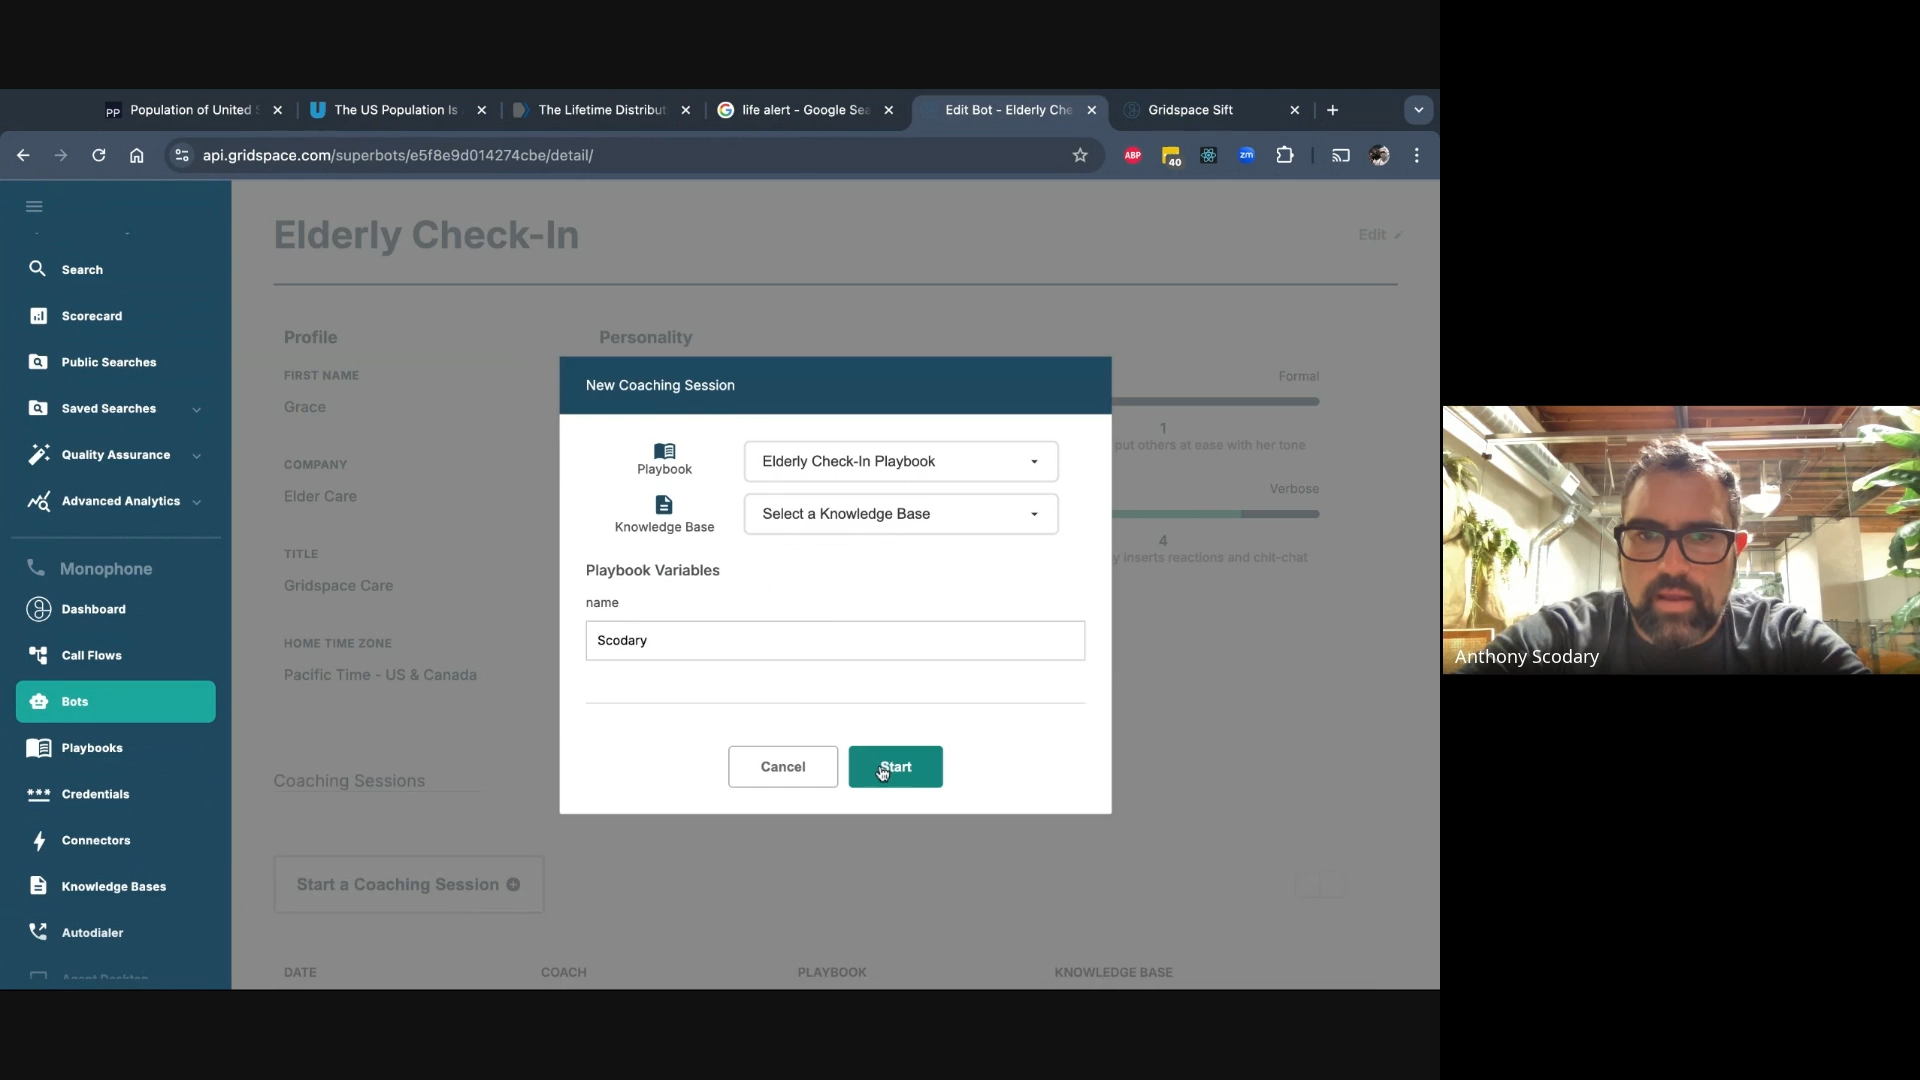 PP Population of United S
The US Population Is
The Lifetime Distribut
life alert - Google Sea
Edit Bot - Elderly Che
Gridspace Sift
api.gridspace.com/superbots/e5f8e9d014274cbe/detail/
ABP
40
zm
Search
Scorecard
Public Searches
Saved Searches
Quality Assurance
Advanced Analytics
Monophone
Dashboard
Call Flows
Bots
Playbooks
Credentials
Connectors
Knowledge Bases
Autodialer
Agent Desktop
Elderly Check-In
Edit
Profile
Personality
FIRST NAME
Grace
COMPANY
Elder Care
TITLE
Gridspace Care
HOME TIME ZONE
Pacific Time - US & Canada
Formal
1
put others at ease with her tone
Verbose
4
y inserts reactions and chit-chat
New Coaching Session
Playbook
Elderly Check-In Playbook
Knowledge Base
Select a Knowledge Base
Playbook Variables
name
Scodary
Cancel
Start
Coaching Sessions
Start a Coaching Session
DATE
COACH
PLAYBOOK
KNOWLEDGE BASE
Anthony Scodary